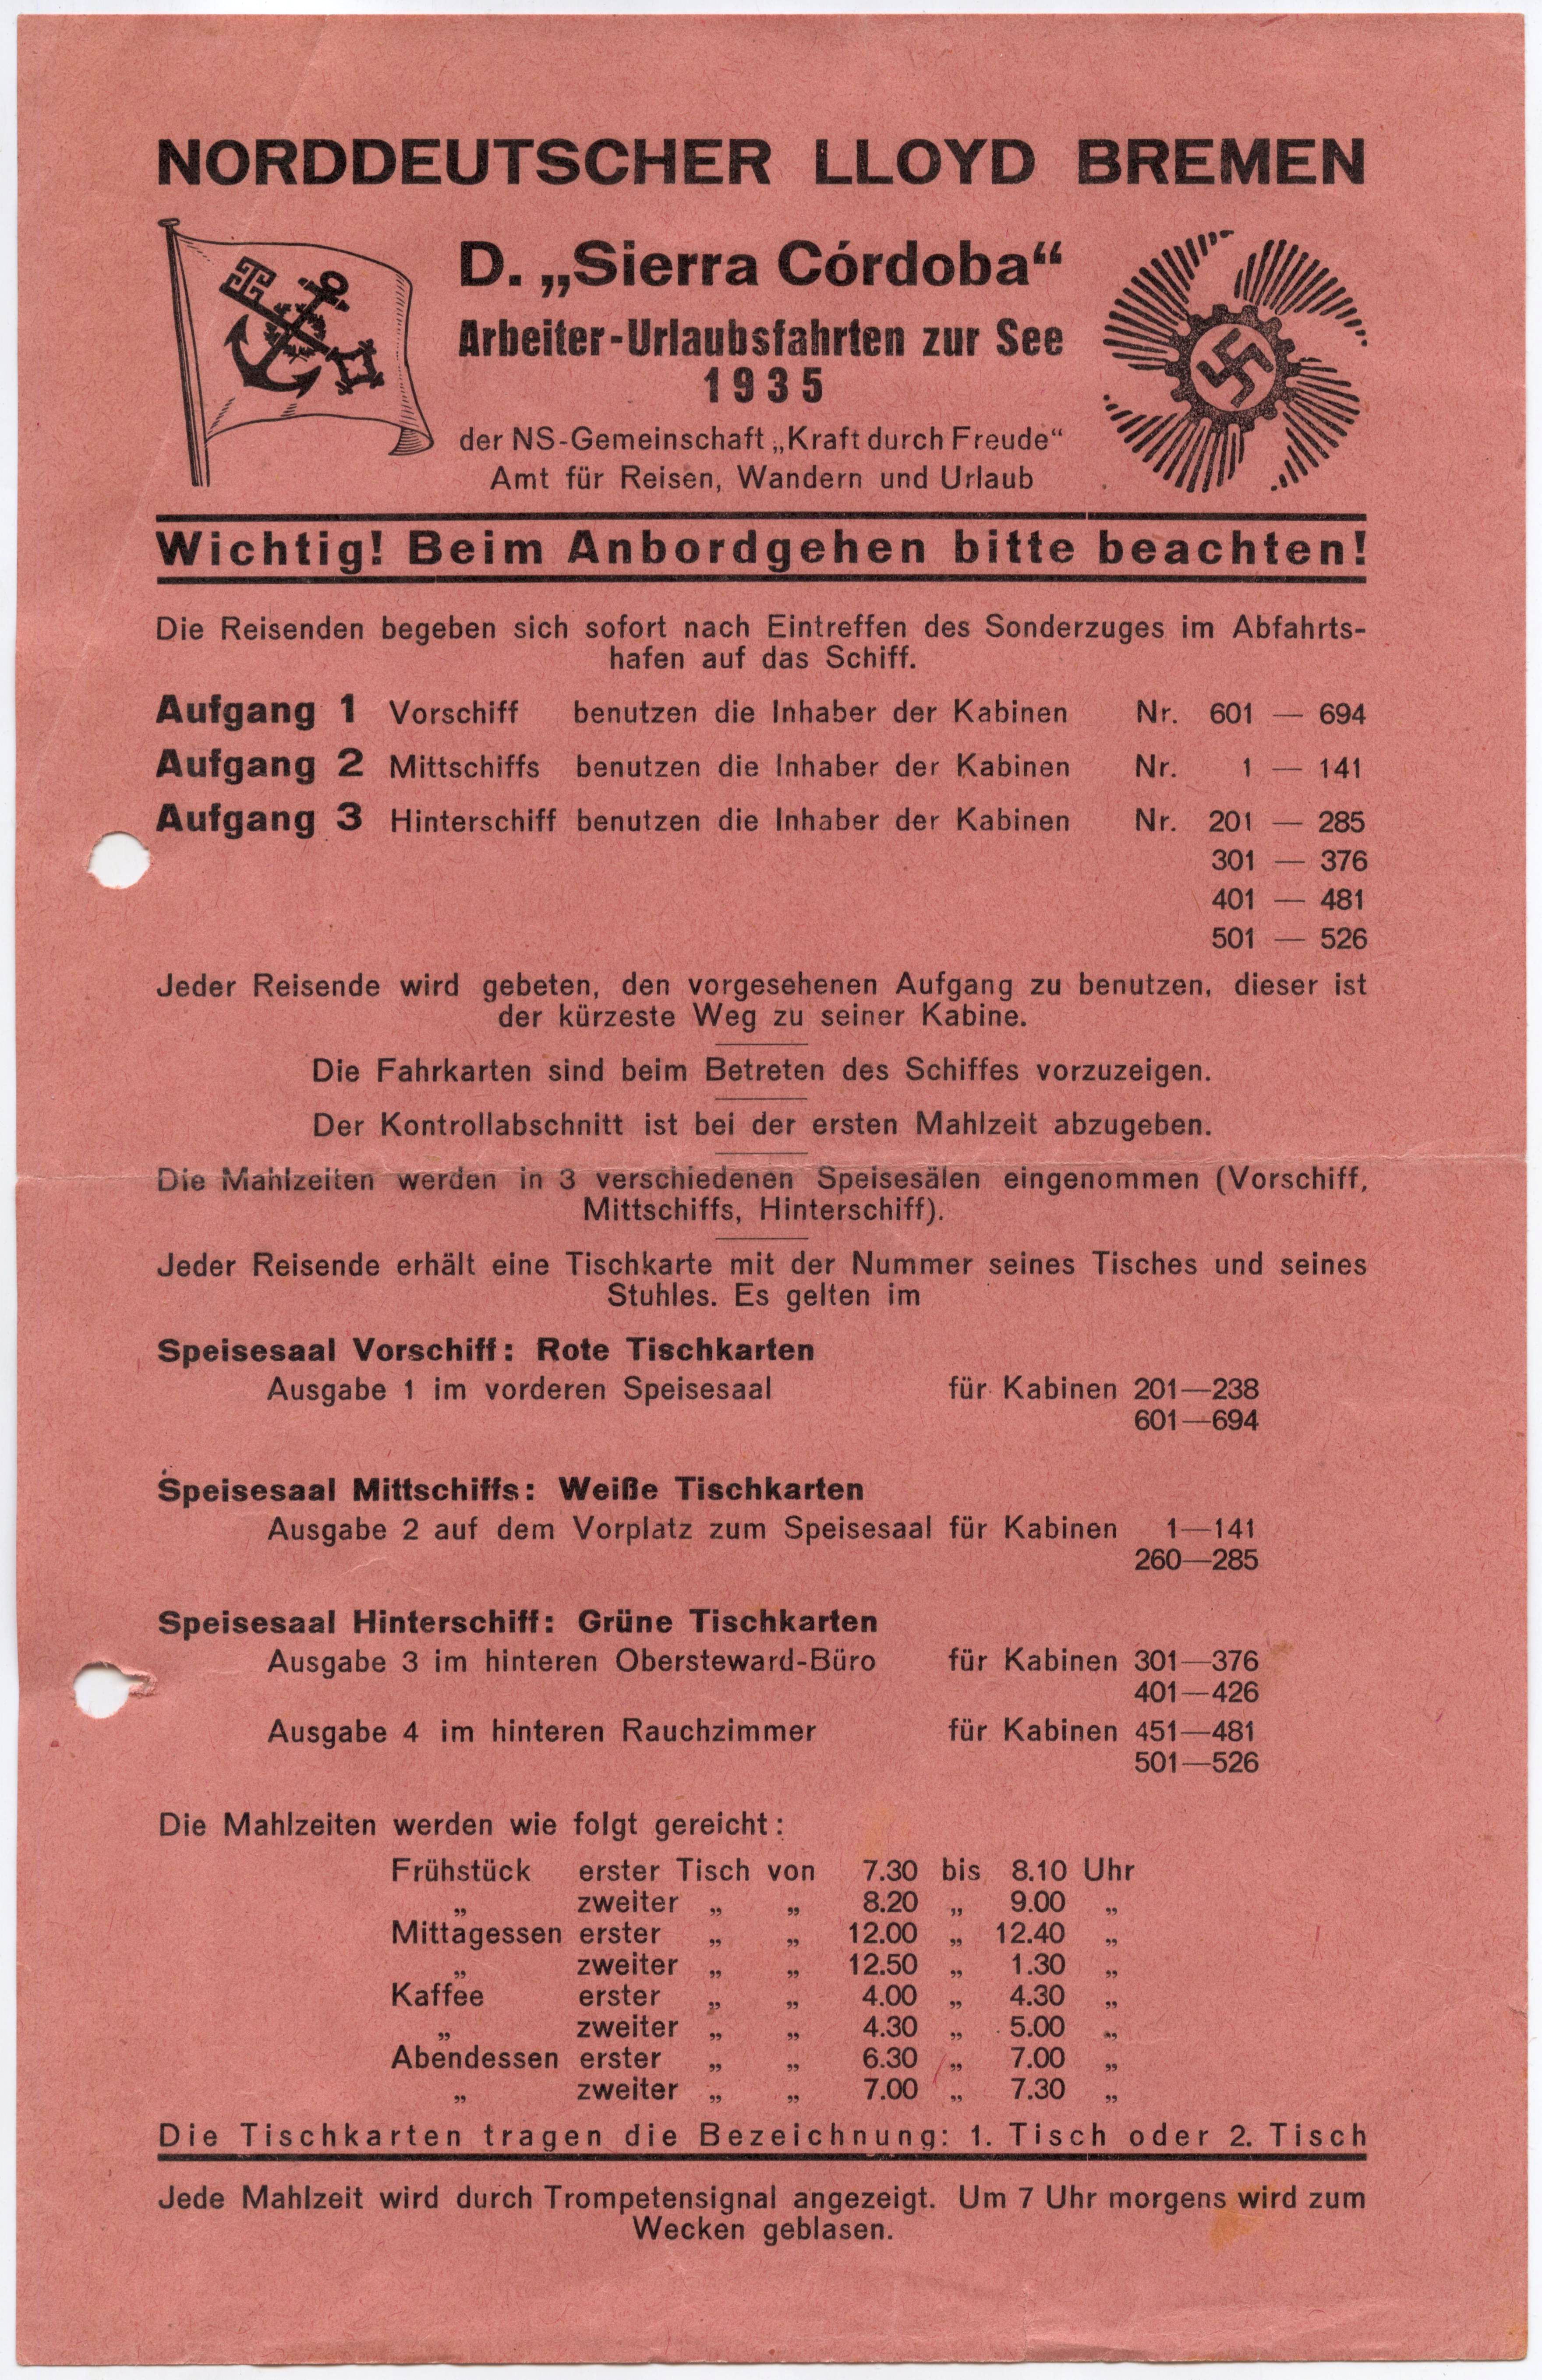 NORDDEUTSCHER LLOYD BREMEN
D. „Sierra Córdoba“
Arbeiter-Urlaubsfahrten zur See
1935
der NS-Gemeinschaft „Kraft durch Freude“
Amt für Reisen, Wandern und Urlaub
Wichtig! Beim Anbordgehen bitte beachten!
Die Reisenden begeben sich sofort nach Eintreffen des Sonderzuges im Abfahrts-
hafen auf das Schiff.
Aufgang 1 Vorschiff benutzen die Inhaber der Kabinen Nr. 601 — 694
Aufgang 2 Mittschiffs benutzen die Inhaber der Kabinen Nr. 1 — 141
Aufgang 3 Hinterschiff benutzen die Inhaber der Kabinen Nr. 201 — 285
301 — 376
401 — 481
501 — 526
Jeder Reisende wird gebeten, den vorgesehenen Aufgang zu benutzen, dieser ist
der kürzeste Weg zu seiner Kabine.
Die Fahrkarten sind beim Betreten des Schiffes vorzuzeigen.
Der Kontrollabschnitt ist bei der ersten Mahlzeit abzugeben.
Die Mahlzeiten werden in 3 verschiedenen Speisesälen eingenommen (Vorschiff,
Mittschiffs, Hinterschiff).
Jeder Reisende erhält eine Tischkarte mit der Nummer seines Tisches und seines
Stuhles. Es gelten im
Speisesaal Vorschiff: Rote Tischkarten
Ausgabe 1 im vorderen Speisesaal für Kabinen 201—238
601—694
Speisesaal Mittschiffs: Weiße Tischkarten
Ausgabe 2 auf dem Vorplatz zum Speisesaal für Kabinen 1—141
260—285
Speisesaal Hinterschiff: Grüne Tischkarten
Ausgabe 3 im hinteren Obersteward-Büro für Kabinen 301—376
401—426
Ausgabe 4 im hinteren Rauchzimmer für Kabinen 451—481
501—526
Die Mahlzeiten werden wie folgt gereicht:
Frühstück erster Tisch von 7.30 bis 8.10 Uhr
„ zweiter „ „ 8.20 „ 9.00 „
Mittagessen erster „ „ 12.00 „ 12.40 „
„ zweiter „ „ 12.50 „ 1.30 „
Kaffee erster „ „ 4.00 „ 4.30 „
„ zweiter „ „ 4.30 „ 5.00 „
Abendessen erster „ „ 6.30 „ 7.00 „
„ zweiter „ „ 7.00 „ 7.30 „
Die Tischkarten tragen die Bezeichnung: 1. Tisch oder 2. Tisch
Jede Mahlzeit wird durch Trompetensignal angezeigt. Um 7 Uhr morgens wird zum
Wecken geblasen.